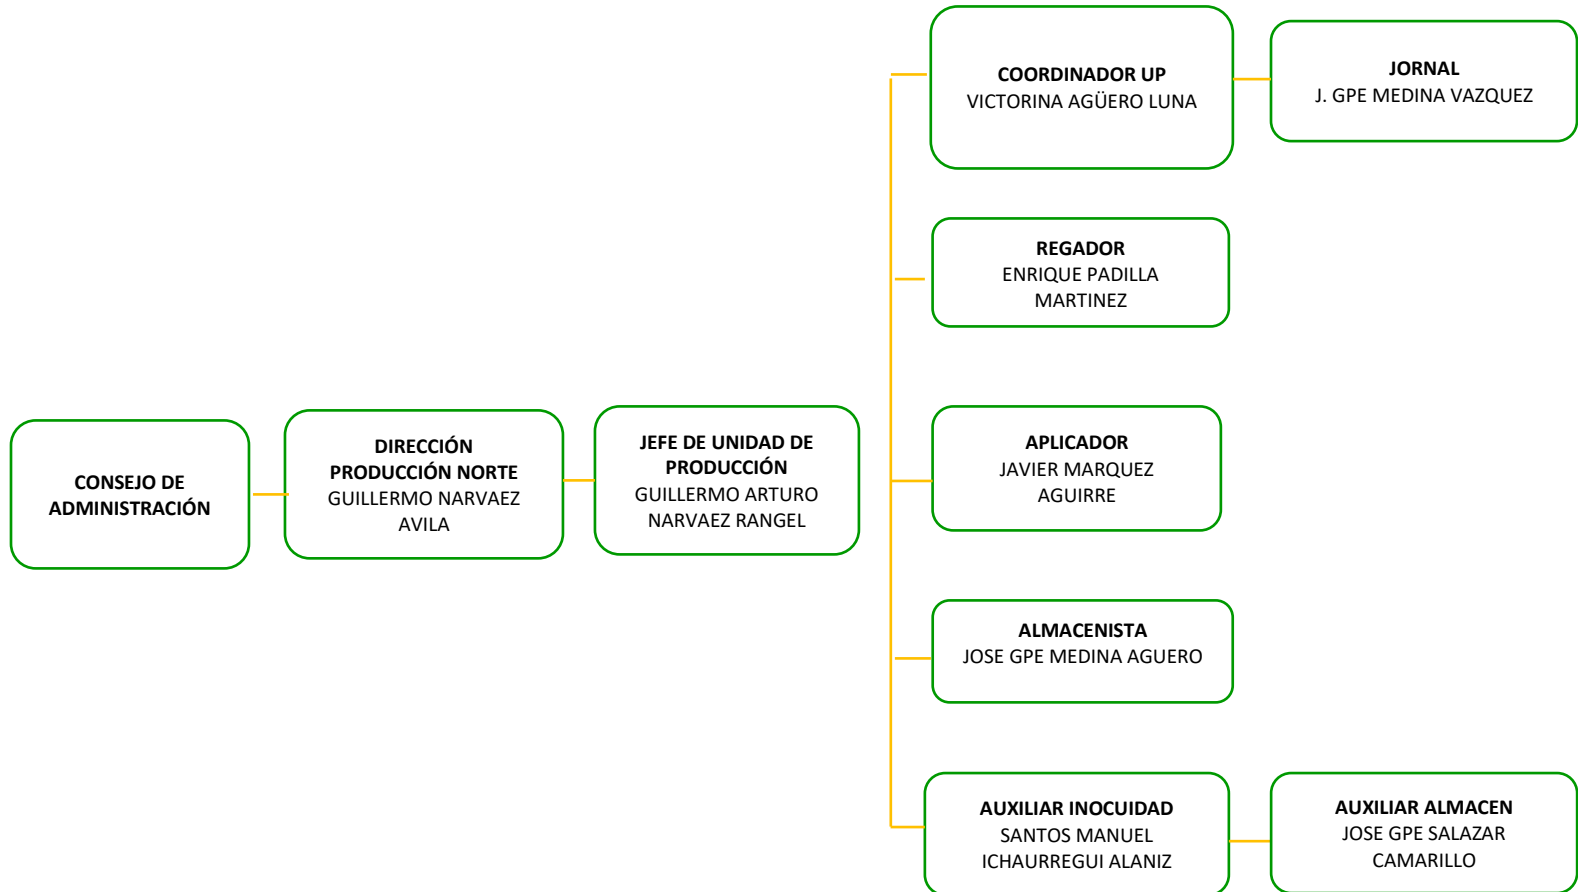 CONSEJO DE
ADMINISTRACIÓN
DIRECCIÓN
PRODUCCIÓN NORTE
GUILLERMO NARVAEZ
AVILA
JEFE DE UNIDAD DE
PRODUCCIÓN
GUILLERMO ARTURO
NARVAEZ RANGEL
COORDINADOR UP
VICTORINA AGÜERO LUNA
JORNAL
J. GPE MEDINA VAZQUEZ
REGADOR
ENRIQUE PADILLA
MARTINEZ
APLICADOR
JAVIER MARQUEZ
AGUIRRE
ALMACENISTA
JOSE GPE MEDINA AGUERO
AUXILIAR INOCUIDAD
SANTOS MANUEL
ICHAURREGUI ALANIZ
AUXILIAR ALMACEN
JOSE GPE SALAZAR
CAMARILLO